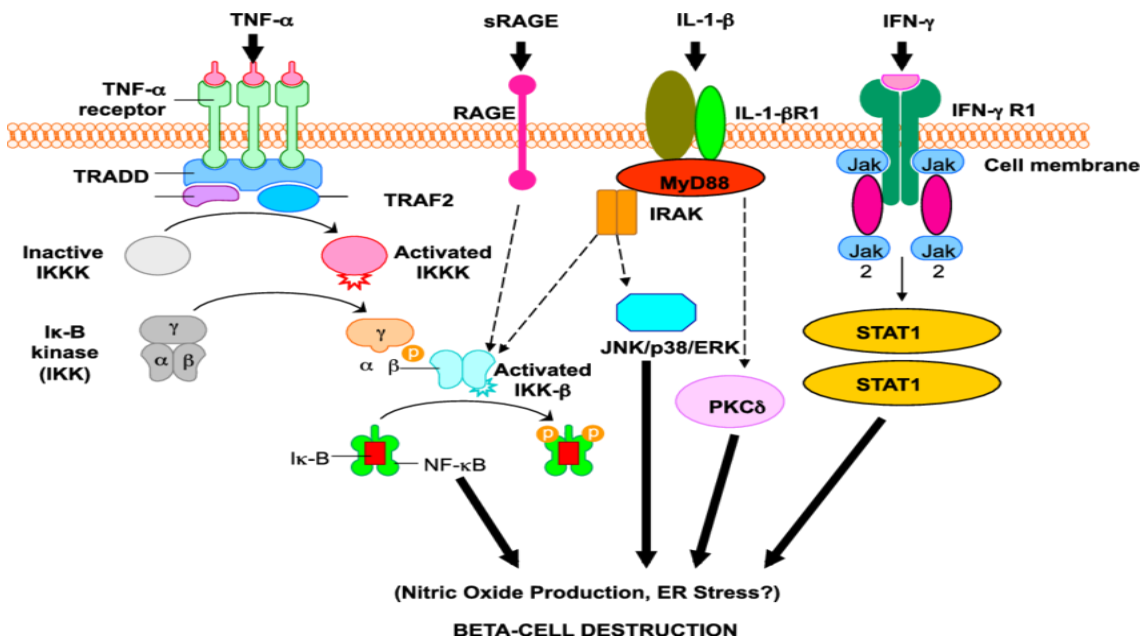 TNF-α
sRAGE
IL-1-β
IFN-γ
TNF-α
receptor
RAGE
IL-1-βR1
IFN-γ R1
TRADD
MyD88
Jak
Jak
Cell membrane
TRAF2
IRAK
Inactive
IKKK
Activated
IKKK
Jak
2
Jak
2
Iκ-B
kinase
(IKK)
γ
α
β
γ
α
β
P
Activated
IKK-β
JNK/p38/ERK
STAT1
STAT1
PKCδ
Iκ-B
NF-κB
P
P
(Nitric Oxide Production, ER Stress?)
BETA-CELL DESTRUCTION